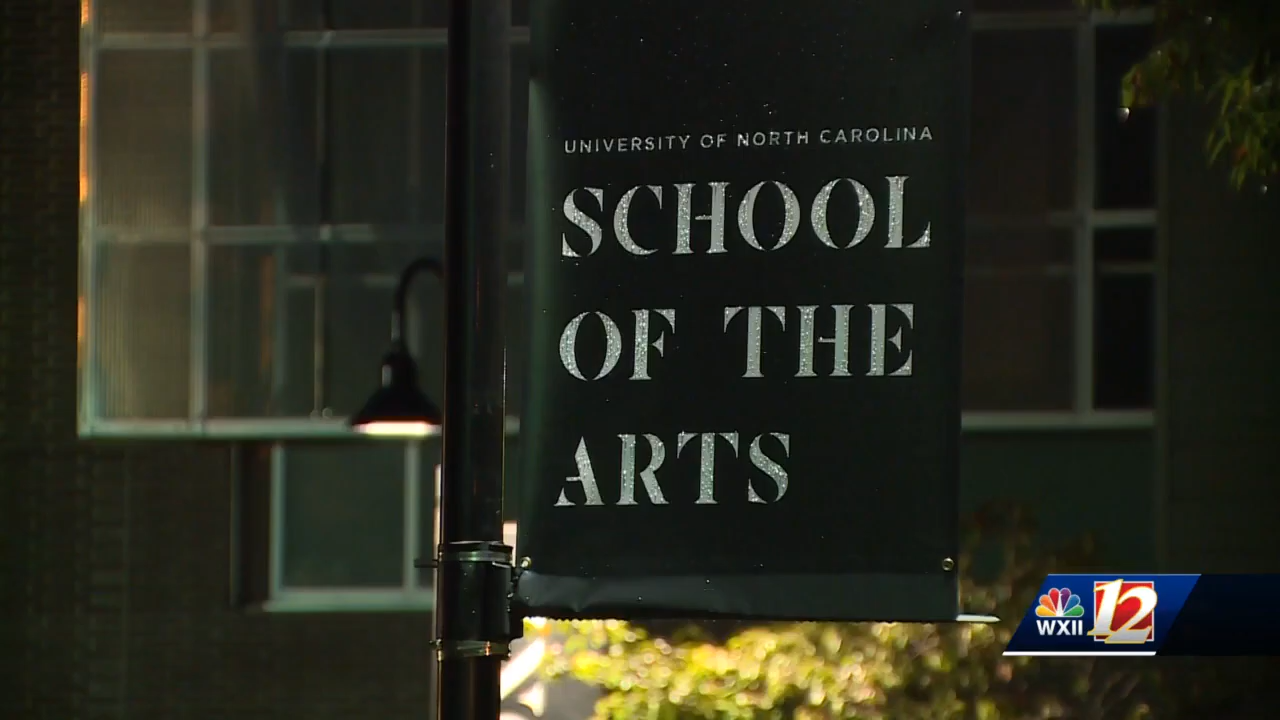 UNIVERSITY OF NORTH CAROLINA
SCHOOL
OF THE
ARTS
WXII 12